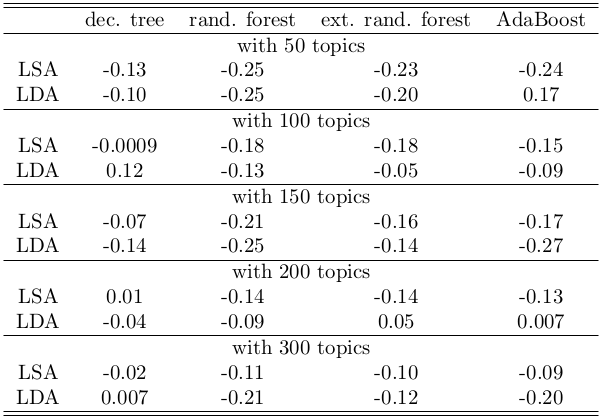 dec. tree rand. forest ext. rand. forest AdaBoost
with 50 topics
LSA -0.13 -0.25 -0.23 -0.24
LDA -0.10 -0.25 -0.20 0.17
with 100 topics
LSA -0.0009 -0.18 -0.18 -0.15
LDA 0.12 -0.13 -0.05 -0.09
with 150 topics
LSA -0.07 -0.21 -0.16 -0.17
LDA -0.14 -0.25 -0.14 -0.27
with 200 topics
LSA 0.01 -0.14 -0.14 -0.13
LDA -0.04 -0.09 0.05 0.007
with 300 topics
LSA -0.02 -0.11 -0.10 -0.09
LDA 0.007 -0.21 -0.12 -0.20